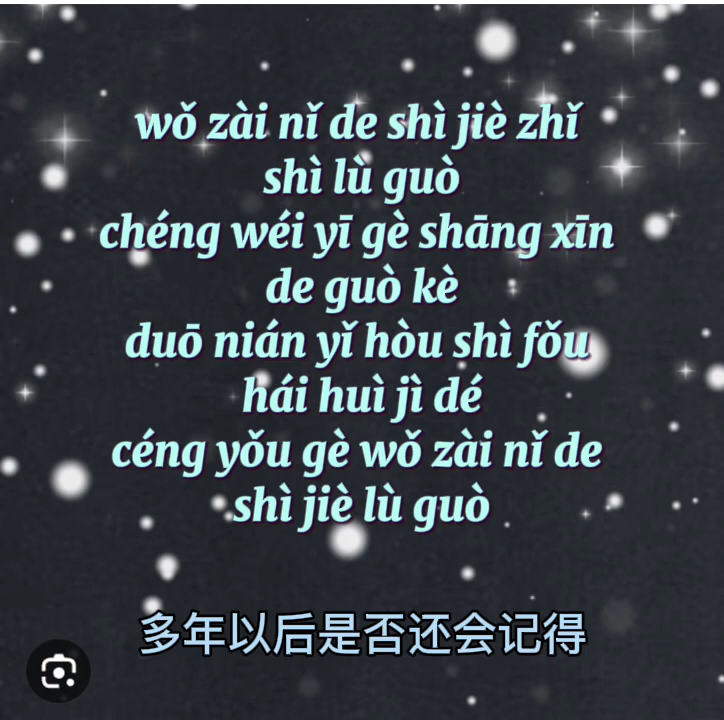 wǒ zài nǐ de shì jiè zhǐ
shì lù guò
chéng wéi yī gè shāng xīn
de guò kè
duō nián yǐ hòu shì fǒu
hái huì jì dé
céng yǒu gè wǒ zài nǐ de
shì jiè lù guò
多年以后是否还会记得